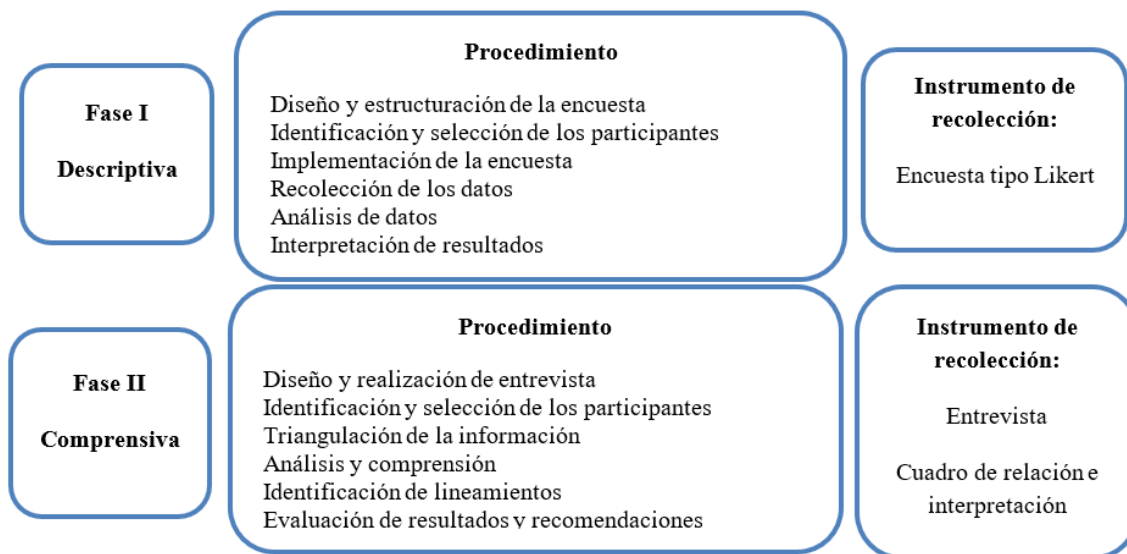 Fase I
Descriptiva
Procedimiento
Diseño y estructuración de la encuesta
Identificación y selección de los participantes
Implementación de la encuesta
Recolección de los datos
Análisis de datos
Interpretación de resultados
Instrumento de
recolección:
Encuesta tipo Likert
Fase II
Comprensiva
Procedimiento
Diseño y realización de entrevista
Identificación y selección de los participantes
Triangulación de la información
Análisis y comprensión
Identificación de lineamientos
Evaluación de resultados y recomendaciones
Instrumento de
recolección:
Entrevista
Cuadro de relación e
interpretación